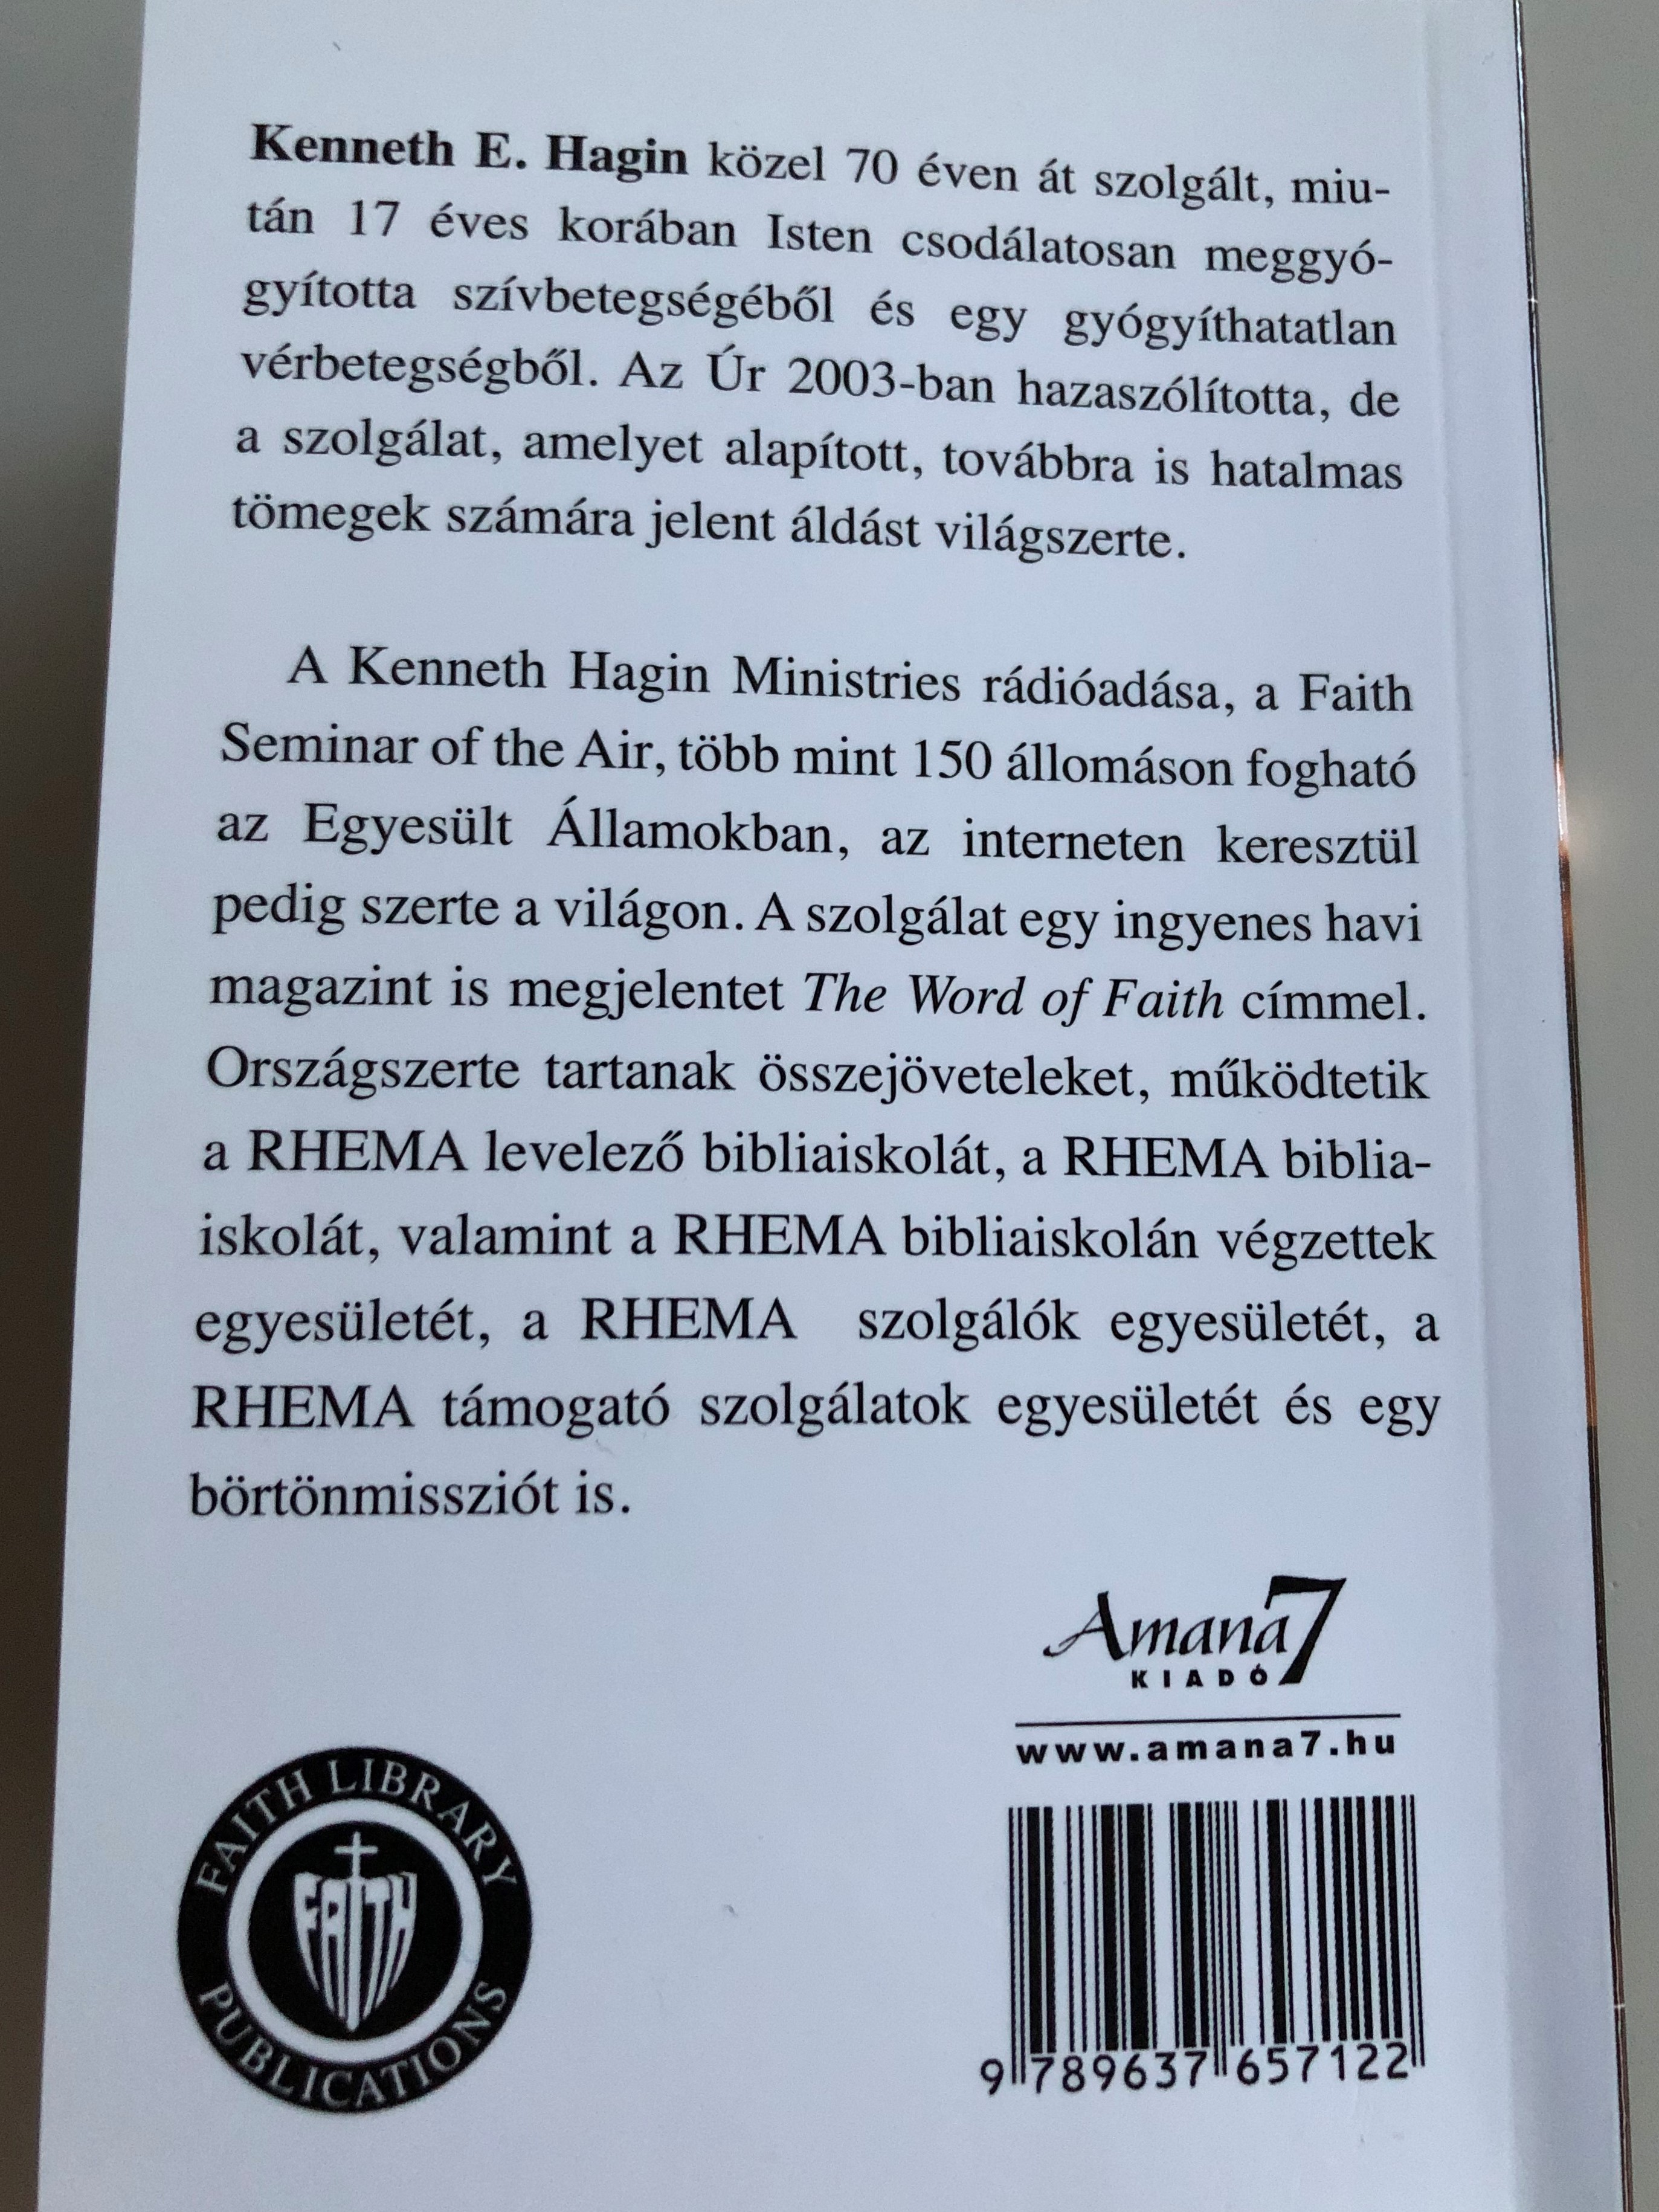 Kenneth E. Hagin közel 70 éven át szolgált, miu-
tán 17 éves korában Isten csodálatosan meggyó-
gyította szívbetegségéből és egy gyógyíthatatlan
vérbetegségből. Az Úr 2003-ban hazaszólította, de
a szolgálat, amelyet alapított, továbbra is hatalmas
tömegek számára jelent áldást világszerte.
A Kenneth Hagin Ministries rádióadása, a Faith
Seminar of the Air, több mint 150 állomáson fogható
az Egyesült Államokban, az interneten keresztül
pedig szerte a világon. A szolgálat egy ingyenes havi
magazint is megjelentet The Word of Faith címmel.
Országszerte tartanak összejöveteleket, működtetik
a RHEMA levelező bibliaiskolát, a RHEMA biblia-
iskolát, valamint a RHEMA bibliaiskolán végzettek
egyesületét, a RHEMA szolgálók egyesületét, a
RHEMA támogató szolgálatok egyesületét és egy
börtönmissziót is.
Amana7
KIADÓ
www.amana7.hu
FAITH LIBRARY
FAITH
PUBLICATIONS
9 789637 657122